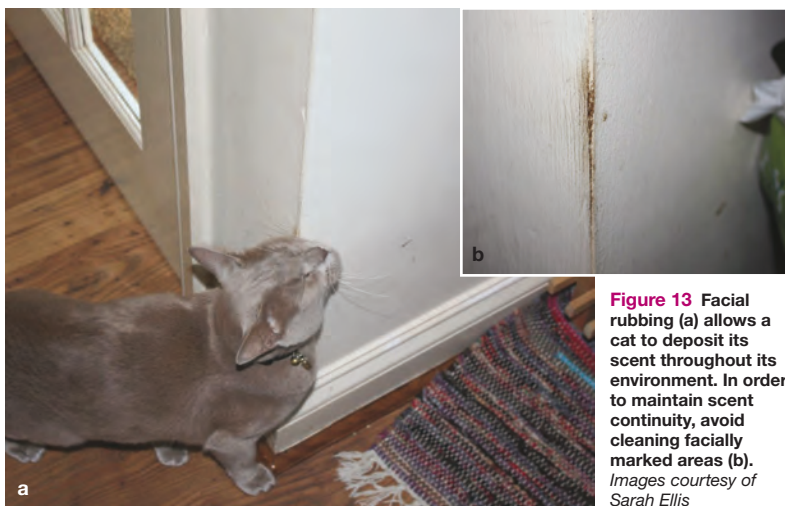 a
b
Figure 13 Facial
rubbing (a) allows a
cat to deposit its
scent throughout its
environment. In order
to maintain scent
continuity, avoid
cleaning facially
marked areas (b).
Images courtesy of
Sarah Ellis